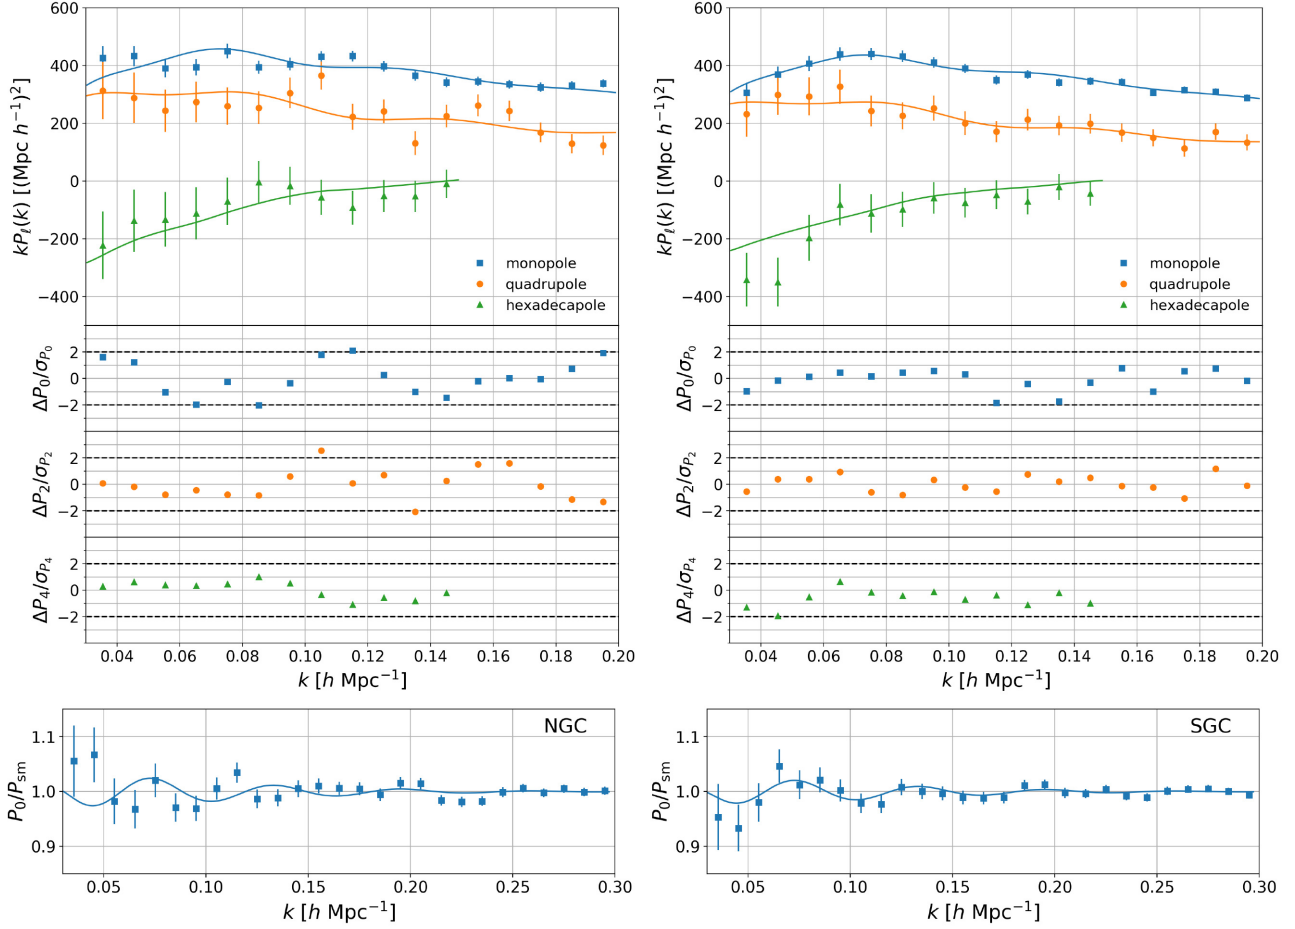 600
400
200
0
−200
−400
kPℓ(k) [(Mpc h⁻¹)²]
monopole
quadrupole
hexadecapole
2
0
−2
ΔP₀/σ_P₀
2
0
−2
ΔP₂/σ_P₂
2
0
−2
ΔP₄/σ_P₄
0.04 0.06 0.08 0.10 0.12 0.14 0.16 0.18 0.20
k [h Mpc⁻¹]
600
400
200
0
−200
−400
kPℓ(k) [(Mpc h⁻¹)²]
monopole
quadrupole
hexadecapole
2
0
−2
ΔP₀/σ_P₀
2
0
−2
ΔP₂/σ_P₂
2
0
−2
ΔP₄/σ_P₄
0.04 0.06 0.08 0.10 0.12 0.14 0.16 0.18 0.20
k [h Mpc⁻¹]
NGC
1.1
1.0
0.9
P₀/Pₛₘ
0.05 0.10 0.15 0.20 0.25 0.30
k [h Mpc⁻¹]
SGC
1.1
1.0
0.9
P₀/Pₛₘ
0.05 0.10 0.15 0.20 0.25 0.30
k [h Mpc⁻¹]